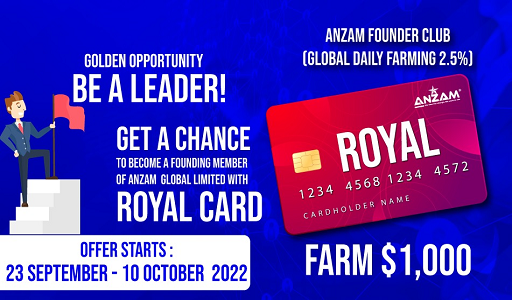 GOLDEN OPPORTUNITY
BE A LEADER!
GET A CHANCE
TO BECOME A FOUNDING MEMBER
OF ANZAM GLOBAL LIMITED WITH
ROYAL CARD
OFFER STARTS :
23 SEPTEMBER - 10 OCTOBER 2022
ANZAM FOUNDER CLUB
(GLOBAL DAILY FARMING 2.5%)
ANZAM
ROYAL
1234 4568 1234 4572
CARDHOLDER NAME
FARM $1,000